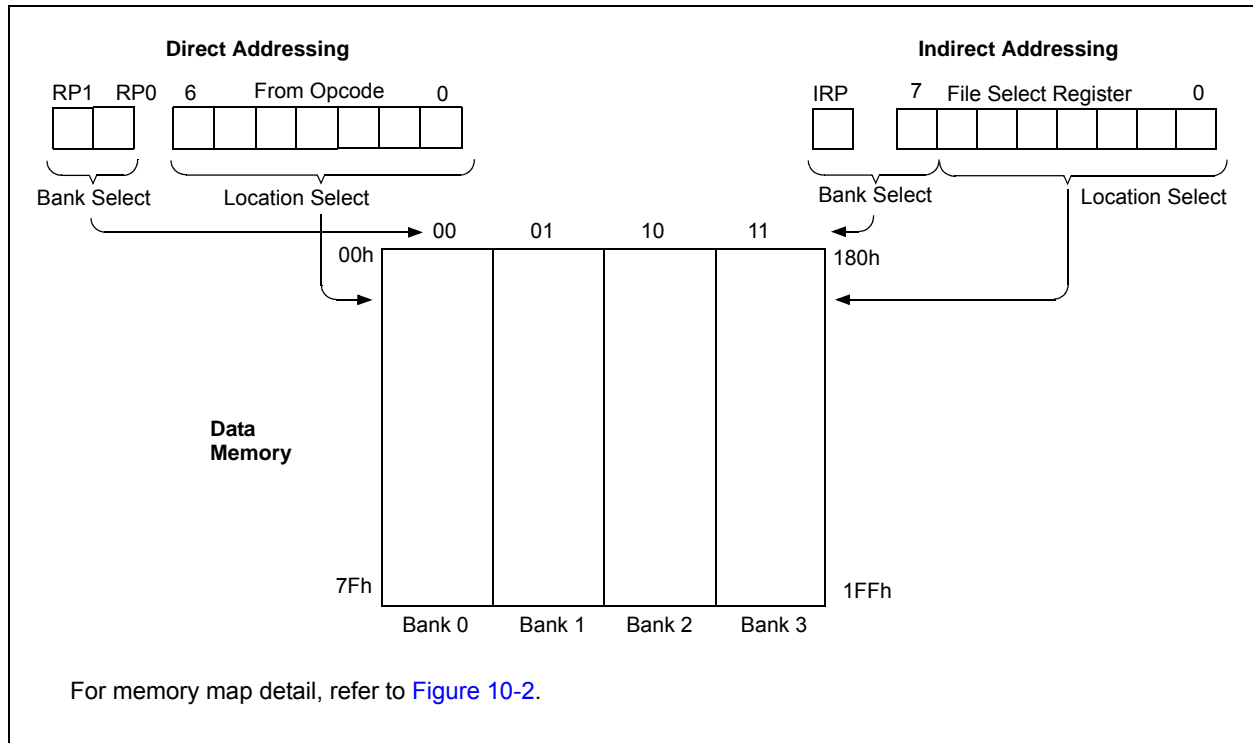 Direct Addressing
Indirect Addressing
RP1 RP0 6 From Opcode 0
IRP 7 File Select Register 0
Bank Select Location Select
Bank Select Location Select
00 01 10 11
00h 180h
Data
Memory
7Fh 1FFh
Bank 0 Bank 1 Bank 2 Bank 3
For memory map detail, refer to Figure 10-2.